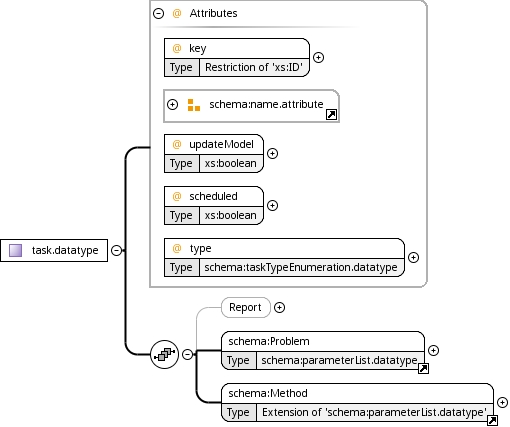 @ Attributes
@ key
Type Restriction of 'xs:ID'
schema:name.attribute
@ updateModel
Type xs:boolean
@ scheduled
Type xs:boolean
@ type
Type schema:taskTypeEnumeration.datatype
task.datatype
Report
schema:Problem
Type schema:parameterList.datatype
schema:Method
Type Extension of 'schema:parameterList.datatype'